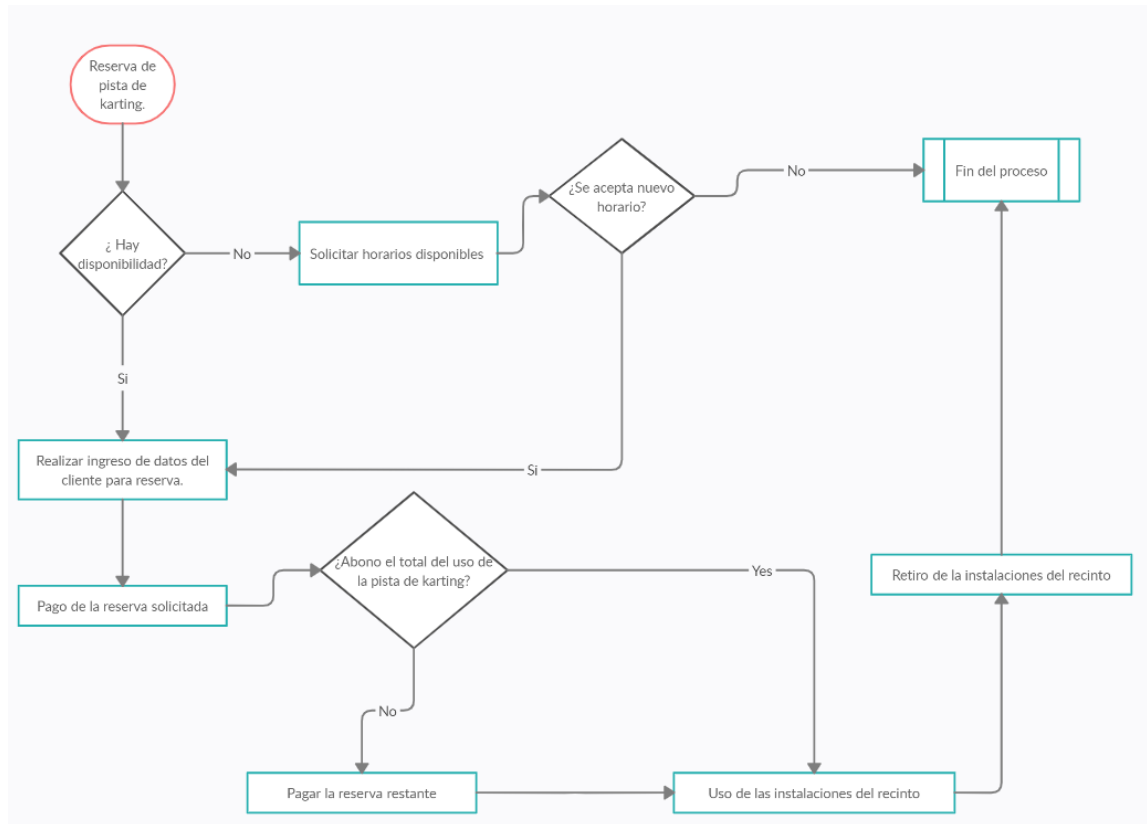 Reserva de
pista de
karting.
¿ Hay
disponibilidad?
No
Solicitar horarios disponibles
¿Se acepta nuevo
horario?
No
Fin del proceso
Si
Realizar ingreso de datos del
cliente para reserva.
Si
Pago de la reserva solicitada
¿Abono el total del uso de
la pista de karting?
Yes
Retiro de la instalaciones del recinto
No
Pagar la reserva restante
Uso de las instalaciones del recinto